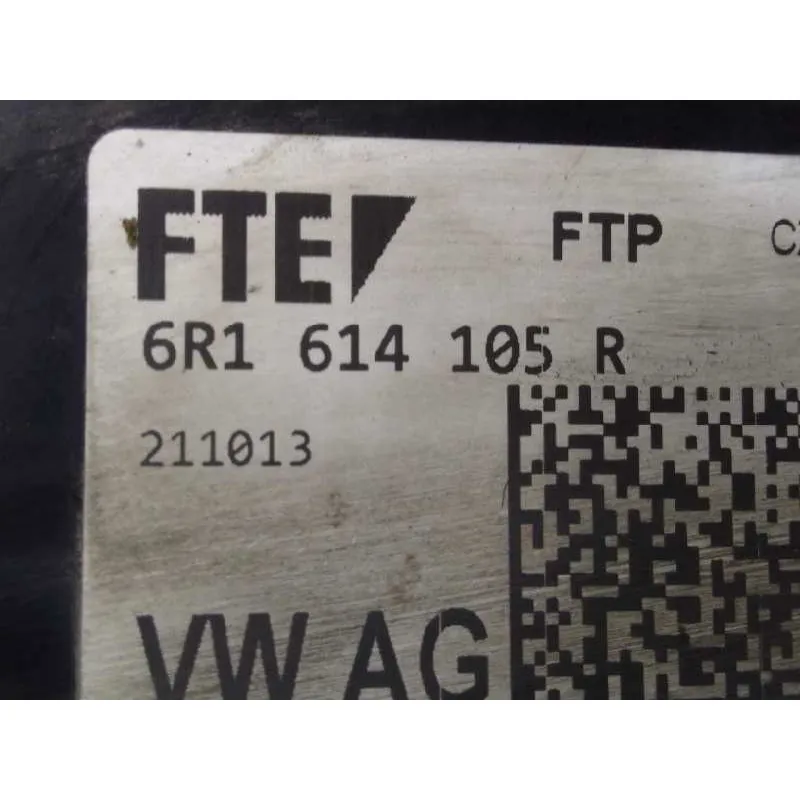 FTE FTP
6R1 614 105 R
211013
VW AG